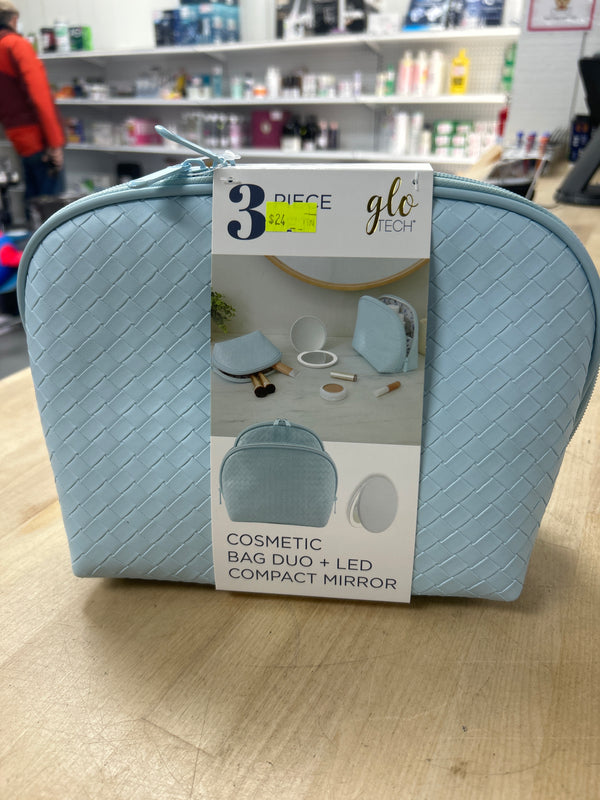 3 PIECE
$24
glo
TECH
COSMETIC
BAG DUO + LED
COMPACT MIRROR